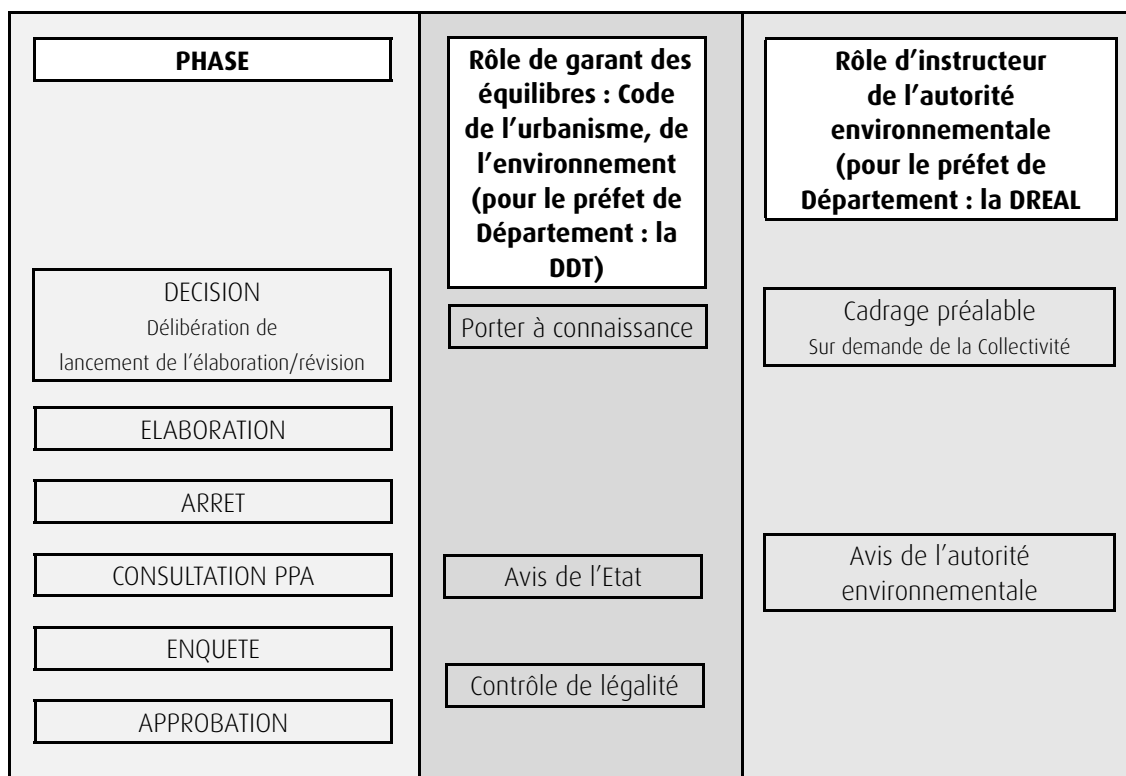 PHASE
Rôle de garant des
équilibres : Code
de l'urbanisme, de
l'environnement
(pour le préfet de
Département : la
DDT)
Rôle d'instructeur
de l'autorité
environnementale
(pour le préfet de
Département : la DREAL
DECISION
Délibération de
lancement de l'élaboration/révision
Porter à connaissance
Cadrage préalable
Sur demande de la Collectivité
ELABORATION
ARRET
CONSULTATION PPA
Avis de l'Etat
Avis de l'autorité
environnementale
ENQUETE
Contrôle de légalité
APPROBATION